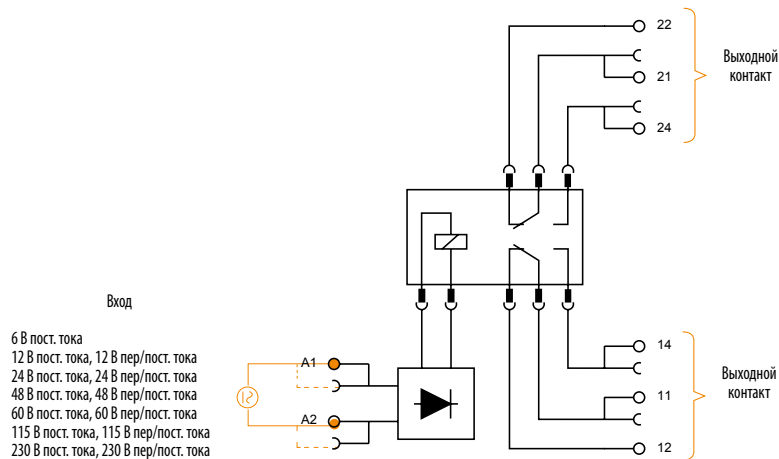 22
Выходной
контакт
21
24
Вход
6 В пост. тока
12 В пост. тока, 12 В пер/пост. тока
24 В пост. тока, 24 В пер/пост. тока
48 В пост. тока, 48 В пер/пост. тока
60 В пост. тока, 60 В пер/пост. тока
115 В пост. тока, 115 В пер/пост. тока
230 В пост. тока, 230 В пер/пост. тока
A1
A2
14
Выходной
контакт
11
12